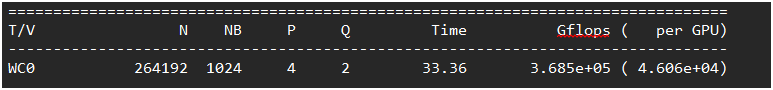 ================================================================================
T/V                N    NB    P    Q         Time          Gflops (   per GPU)
--------------------------------------------------------------------------------
WC0           264192  1024    4    2        33.36       3.685e+05 ( 4.606e+04)